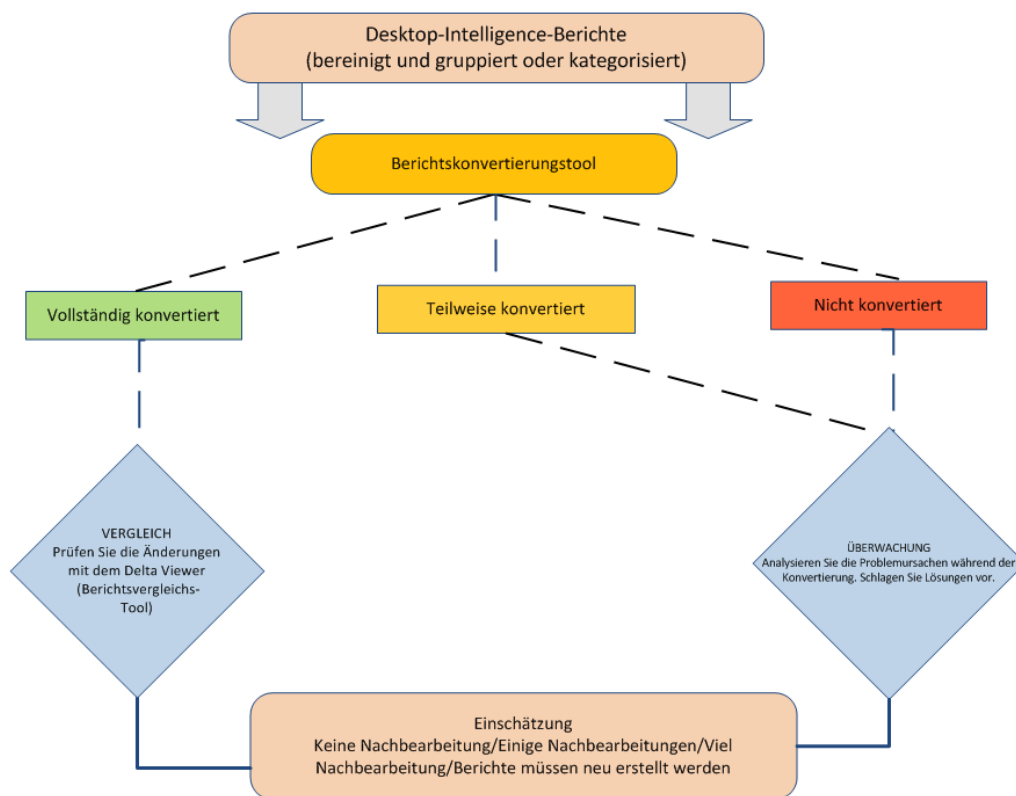 Desktop-Intelligence-Berichte
(bereinigt und gruppiert oder kategorisiert)
Berichtskonvertierungstool
Vollständig konvertiert
Teilweise konvertiert
Nicht konvertiert
VERGLEICH
Prüfen Sie die Änderungen
mit dem Delta Viewer
(Berichtsvergleichs-
Tool)
ÜBERWACHUNG
Analysieren Sie die Problemursachen während der
Konvertierung. Schlagen Sie Lösungen vor.
Einschätzung
Keine Nachbearbeitung/Einige Nachbearbeitungen/Viel
Nachbearbeitung/Berichte müssen neu erstellt werden